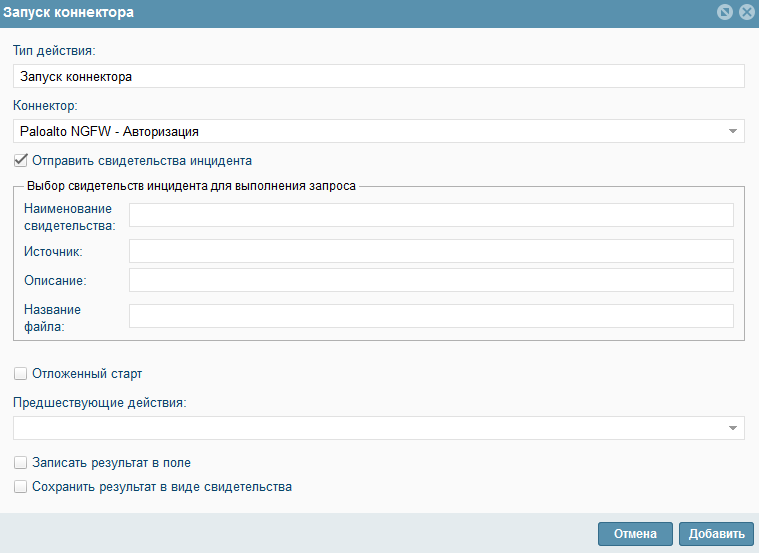 Запуск коннектора
Тип действия:
Запуск коннектора
Коннектор:
Paloalto NGFW - Авторизация
Отправить свидетельства инцидента
Выбор свидетельств инцидента для выполнения запроса
Наименование
свидетельства:
Источник:
Описание:
Название
файла:
Отложенный старт
Предшествующие действия:
Записать результат в поле
Сохранить результат в виде свидетельства
Отмена
Добавить